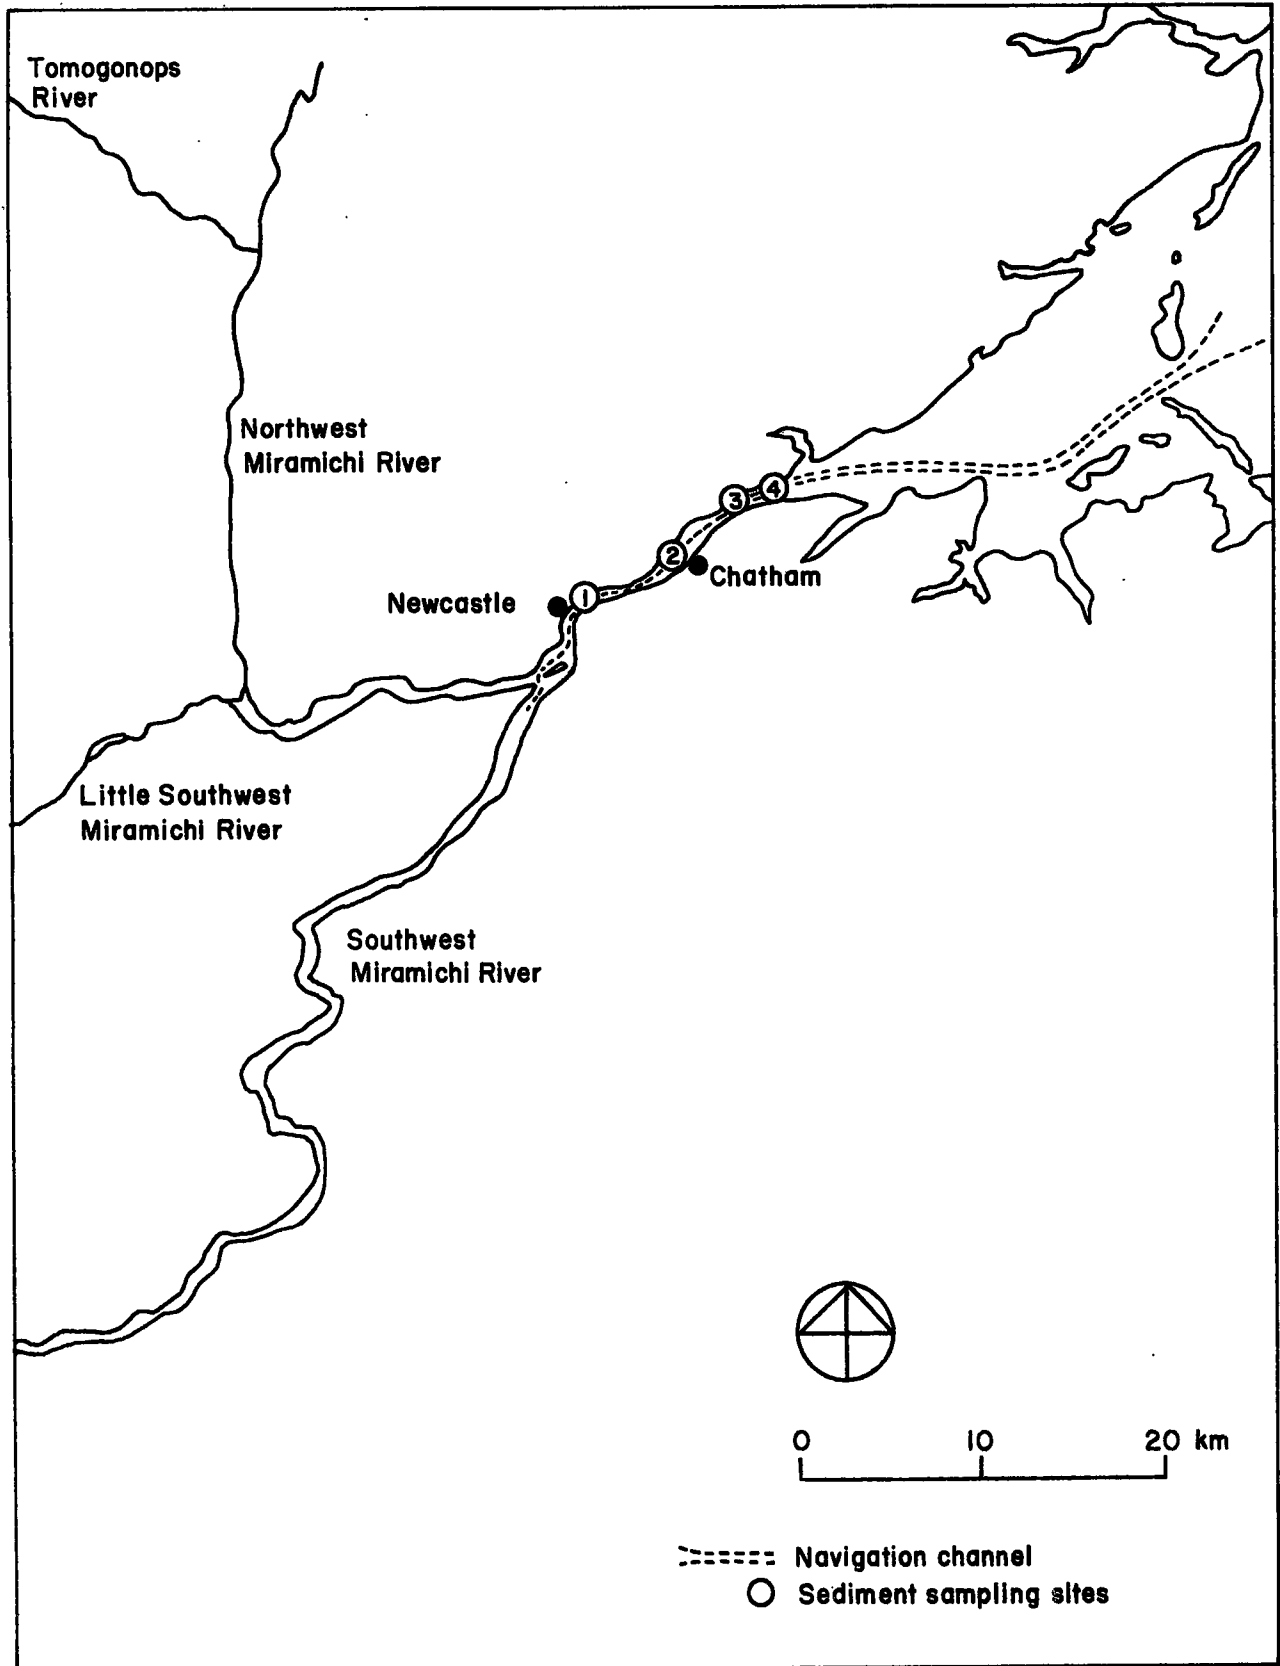 Tomogonops
River
Northwest
Miramichi River
3
4
2
Chatham
1
Newcastle
Little Southwest
Miramichi River
Southwest
Miramichi River
0 10 20 km
Navigation channel
Sediment sampling sites